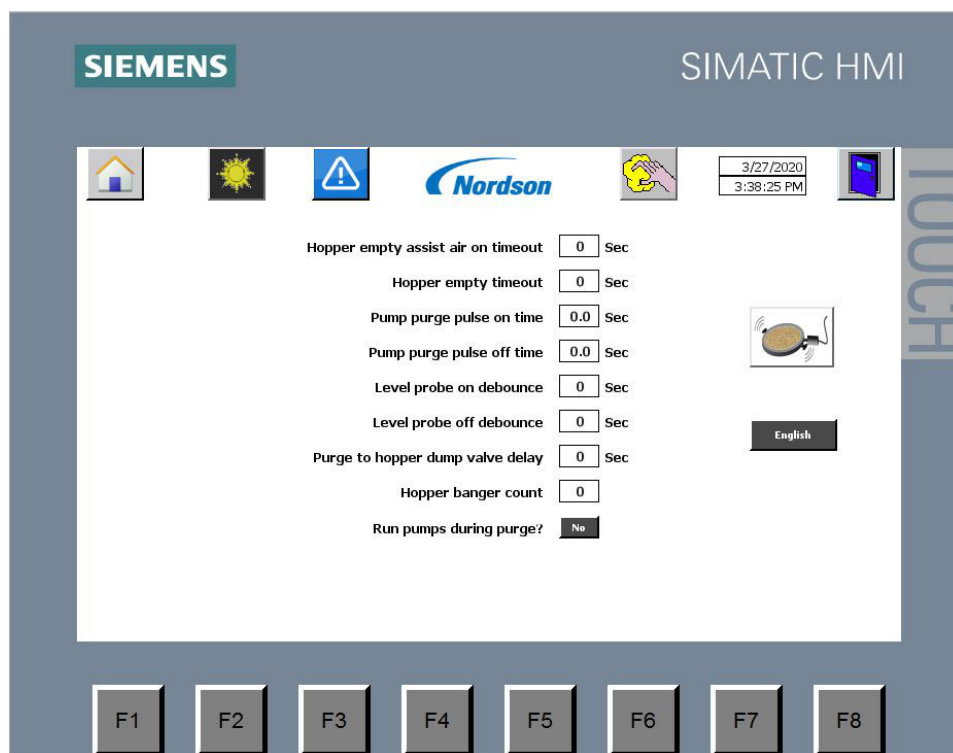 SIEMENS
SIMATIC HMI
TOUCH
Nordson
3/27/2020
3:38:25 PM
Hopper empty assist air on timeout 0 Sec
Hopper empty timeout 0 Sec
Pump purge pulse on time 0.0 Sec
Pump purge pulse off time 0.0 Sec
Level probe on debounce 0 Sec
Level probe off debounce 0 Sec
Purge to hopper dump valve delay 0 Sec
Hopper banger count 0
Run pumps during purge? No
English
F1 F2 F3 F4 F5 F6 F7 F8